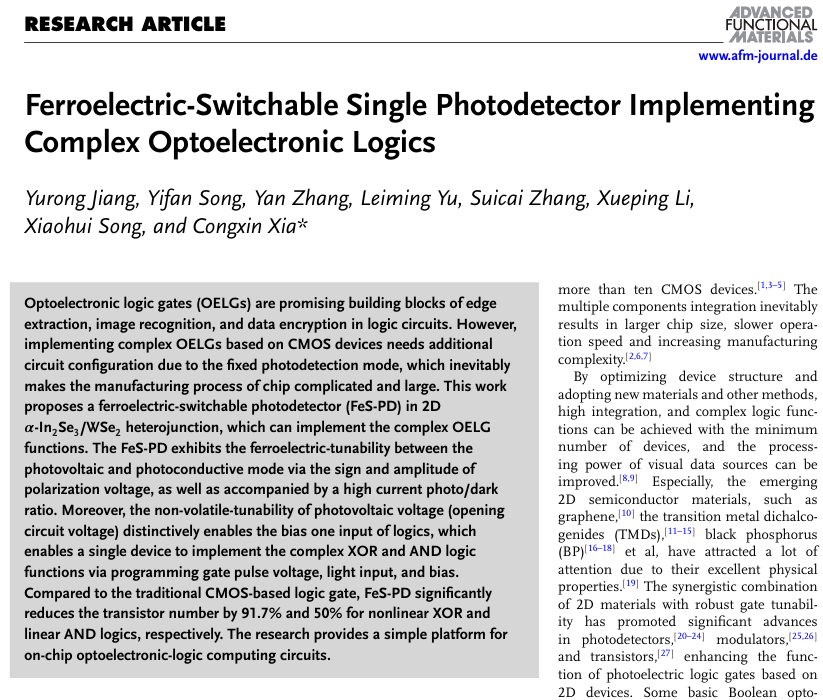 RESEARCH ARTICLE
ADVANCED
FUNCTIONAL
MATERIALS
www.afm-journal.de
Ferroelectric-Switchable Single Photodetector Implementing
Complex Optoelectronic Logics
Yurong Jiang, Yifan Song, Yan Zhang, Leiming Yu, Suicai Zhang, Xueping Li,
Xiaohui Song, and Congxin Xia*
Optoelectronic logic gates (OELGs) are promising building blocks of edge
extraction, image recognition, and data encryption in logic circuits. However,
implementing complex OELGs based on CMOS devices needs additional
circuit configuration due to the fixed photodetection mode, which inevitably
makes the manufacturing process of chip complicated and large. This work
proposes a ferroelectric-switchable photodetector (FeS-PD) in 2D
α-In2Se3/WSe2 heterojunction, which can implement the complex OELG
functions. The FeS-PD exhibits the ferroelectric-tunability between the
photovoltaic and photoconductive mode via the sign and amplitude of
polarization voltage, as well as accompanied by a high current photo/dark
ratio. Moreover, the non-volatile-tunability of photovoltaic voltage (opening
circuit voltage) distinctively enables the bias one input of logics, which
enables a single device to implement the complex XOR and AND logic
functions via programming gate pulse voltage, light input, and bias.
Compared to the traditional CMOS-based logic gate, FeS-PD significantly
reduces the transistor number by 91.7% and 50% for nonlinear XOR and
linear AND logics, respectively. The research provides a simple platform for
on-chip optoelectronic-logic computing circuits.
more than ten CMOS devices.[1,3–5] The
multiple components integration inevitably
results in larger chip size, slower opera-
tion speed and increasing manufacturing
complexity.[2,6,7]
By optimizing device structure and
adopting new materials and other methods,
high integration, and complex logic func-
tions can be achieved with the minimum
number of devices, and the process-
ing power of visual data sources can be
improved.[8,9] Especially, the emerging
2D semiconductor materials, such as
graphene,[10] the transition metal dichalco-
genides (TMDs),[11–15] black phosphorus
(BP)[16–18] et al, have attracted a lot of
attention due to their excellent physical
properties.[19] The synergistic combination
of 2D materials with robust gate tunabil-
ity has promoted significant advances
in photodetectors,[20–24] modulators,[25,26]
and transistors,[27] enhancing the func-
tion of photoelectric logic gates based on
2D devices. Some basic Boolean opto-